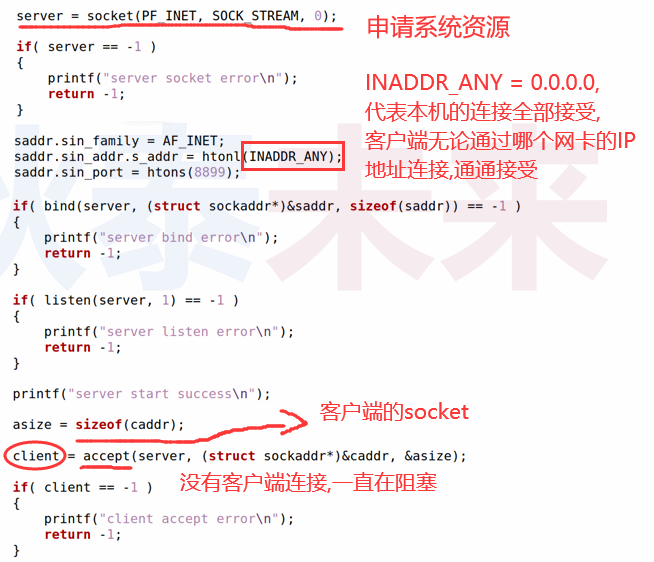 server = socket(PF_INET, SOCK_STREAM, 0);
申请系统资源
if( server == -1 )
{
printf("server socket error\n");
return -1;
}
INADDR_ANY = 0.0.0.0,
代表本机的连接全部接受,
客户端无论通过哪个网卡的IP
地址连接,通通接受
saddr.sin_family = AF_INET;
saddr.sin_addr.s_addr = htonl(INADDR_ANY);
saddr.sin_port = htons(8899);
if( bind(server, (struct sockaddr*)&saddr, sizeof(saddr)) == -1 )
{
printf("server bind error\n");
return -1;
}
if( listen(server, 1) == -1 )
{
printf("server listen error\n");
return -1;
}
printf("server start success\n");
asize = sizeof(caddr);
客户端的socket
client = accept(server, (struct sockaddr*)&caddr, &asize);
没有客户端连接,一直在阻塞
if( client == -1 )
{
printf("client accept error\n");
return -1;
}
泰未来